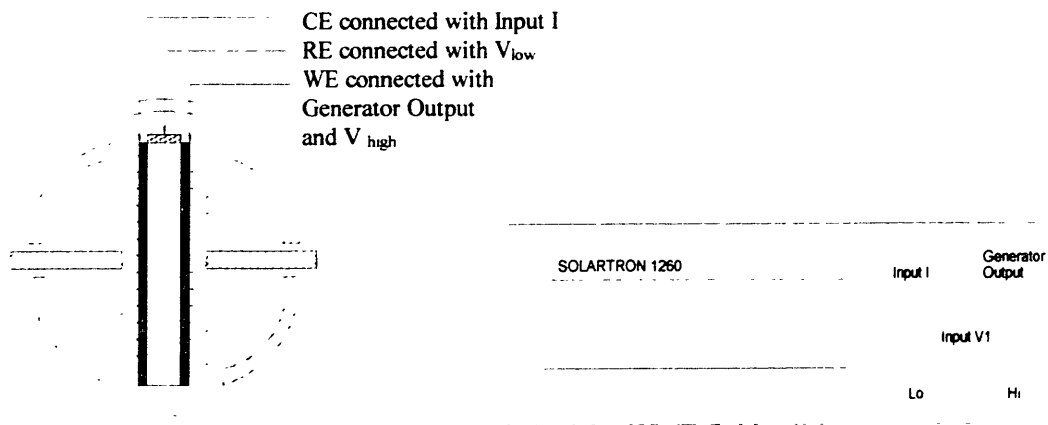 CE connected with Input I
RE connected with Vlow
WE connected with
Generator Output
and V high
SOLARTRON 1260
Input I
Generator
Output
Input V1
Lo
Hi